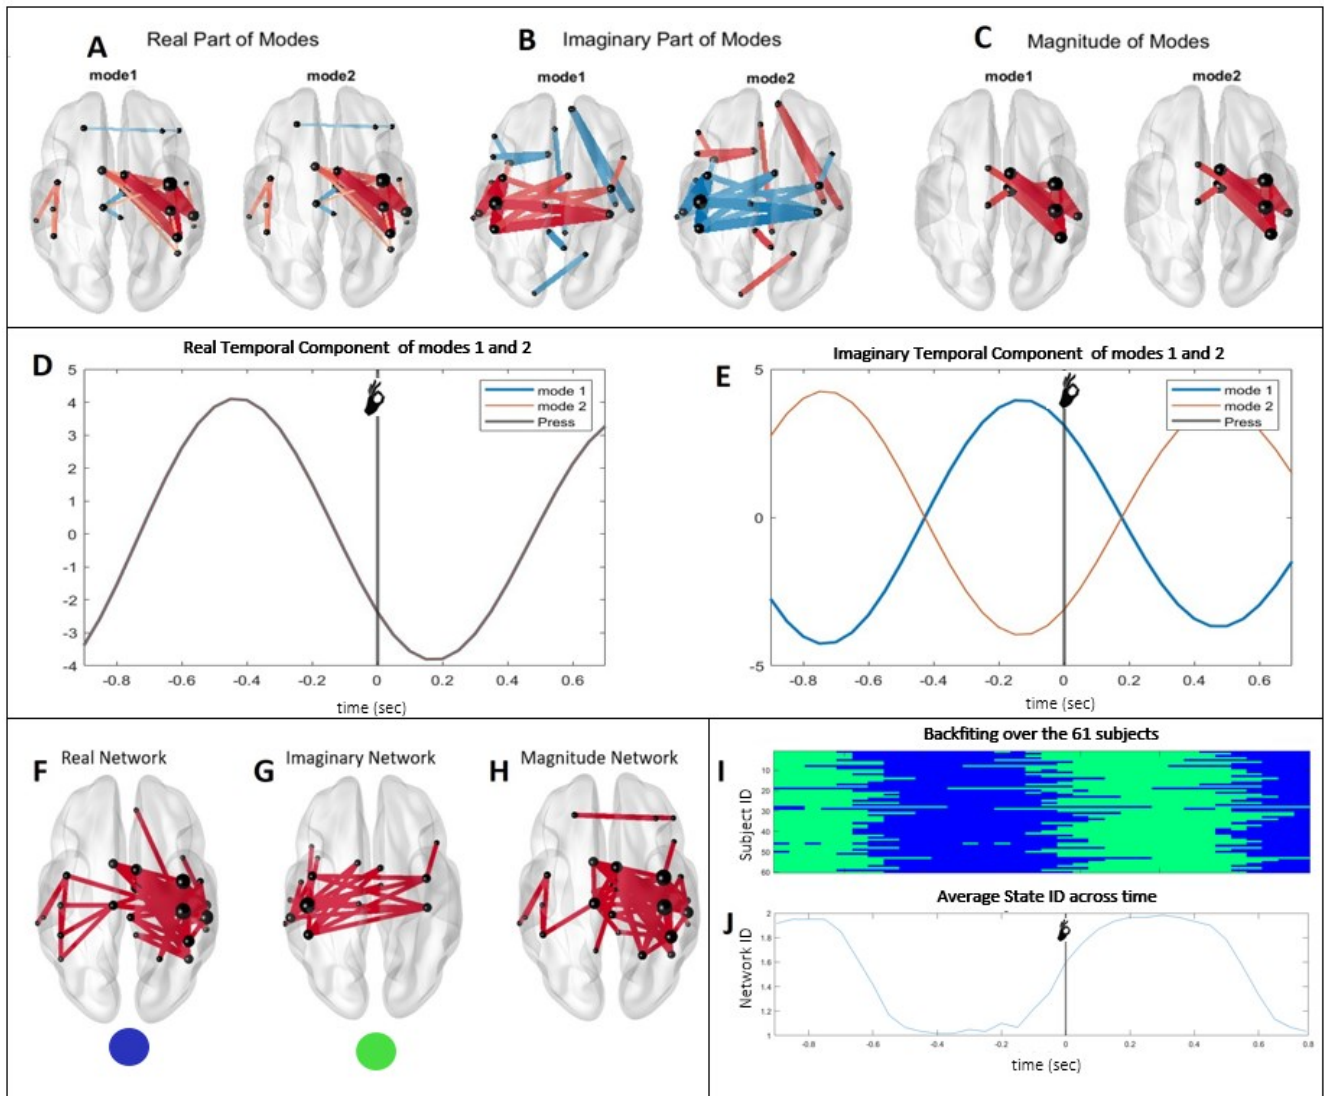 A Real Part of Modes
mode1 mode2
B Imaginary Part of Modes
mode1 mode2
C Magnitude of Modes
mode1 mode2
D Real Temporal Component of modes 1 and 2
5
4
3
2
1
0
-1
-2
-3
-4
-0.8 -0.6 -0.4 -0.2 0 0.2 0.4 0.6
time (sec)
mode 1
mode 2
Press
E Imaginary Temporal Component of modes 1 and 2
5
0
-5
-0.8 -0.6 -0.4 -0.2 0 0.2 0.4 0.6
time (sec)
mode 1
mode 2
Press
F Real Network
G Imaginary Network
H Magnitude Network
I Backfiting over the 61 subjects
Subject ID
10
20
30
40
50
60
J Average State ID across time
Network ID
2
1.8
1.6
1.4
1.2
1
-0.8 -0.6 -0.4 -0.2 0 0.2 0.4 0.6 0.8
time (sec)